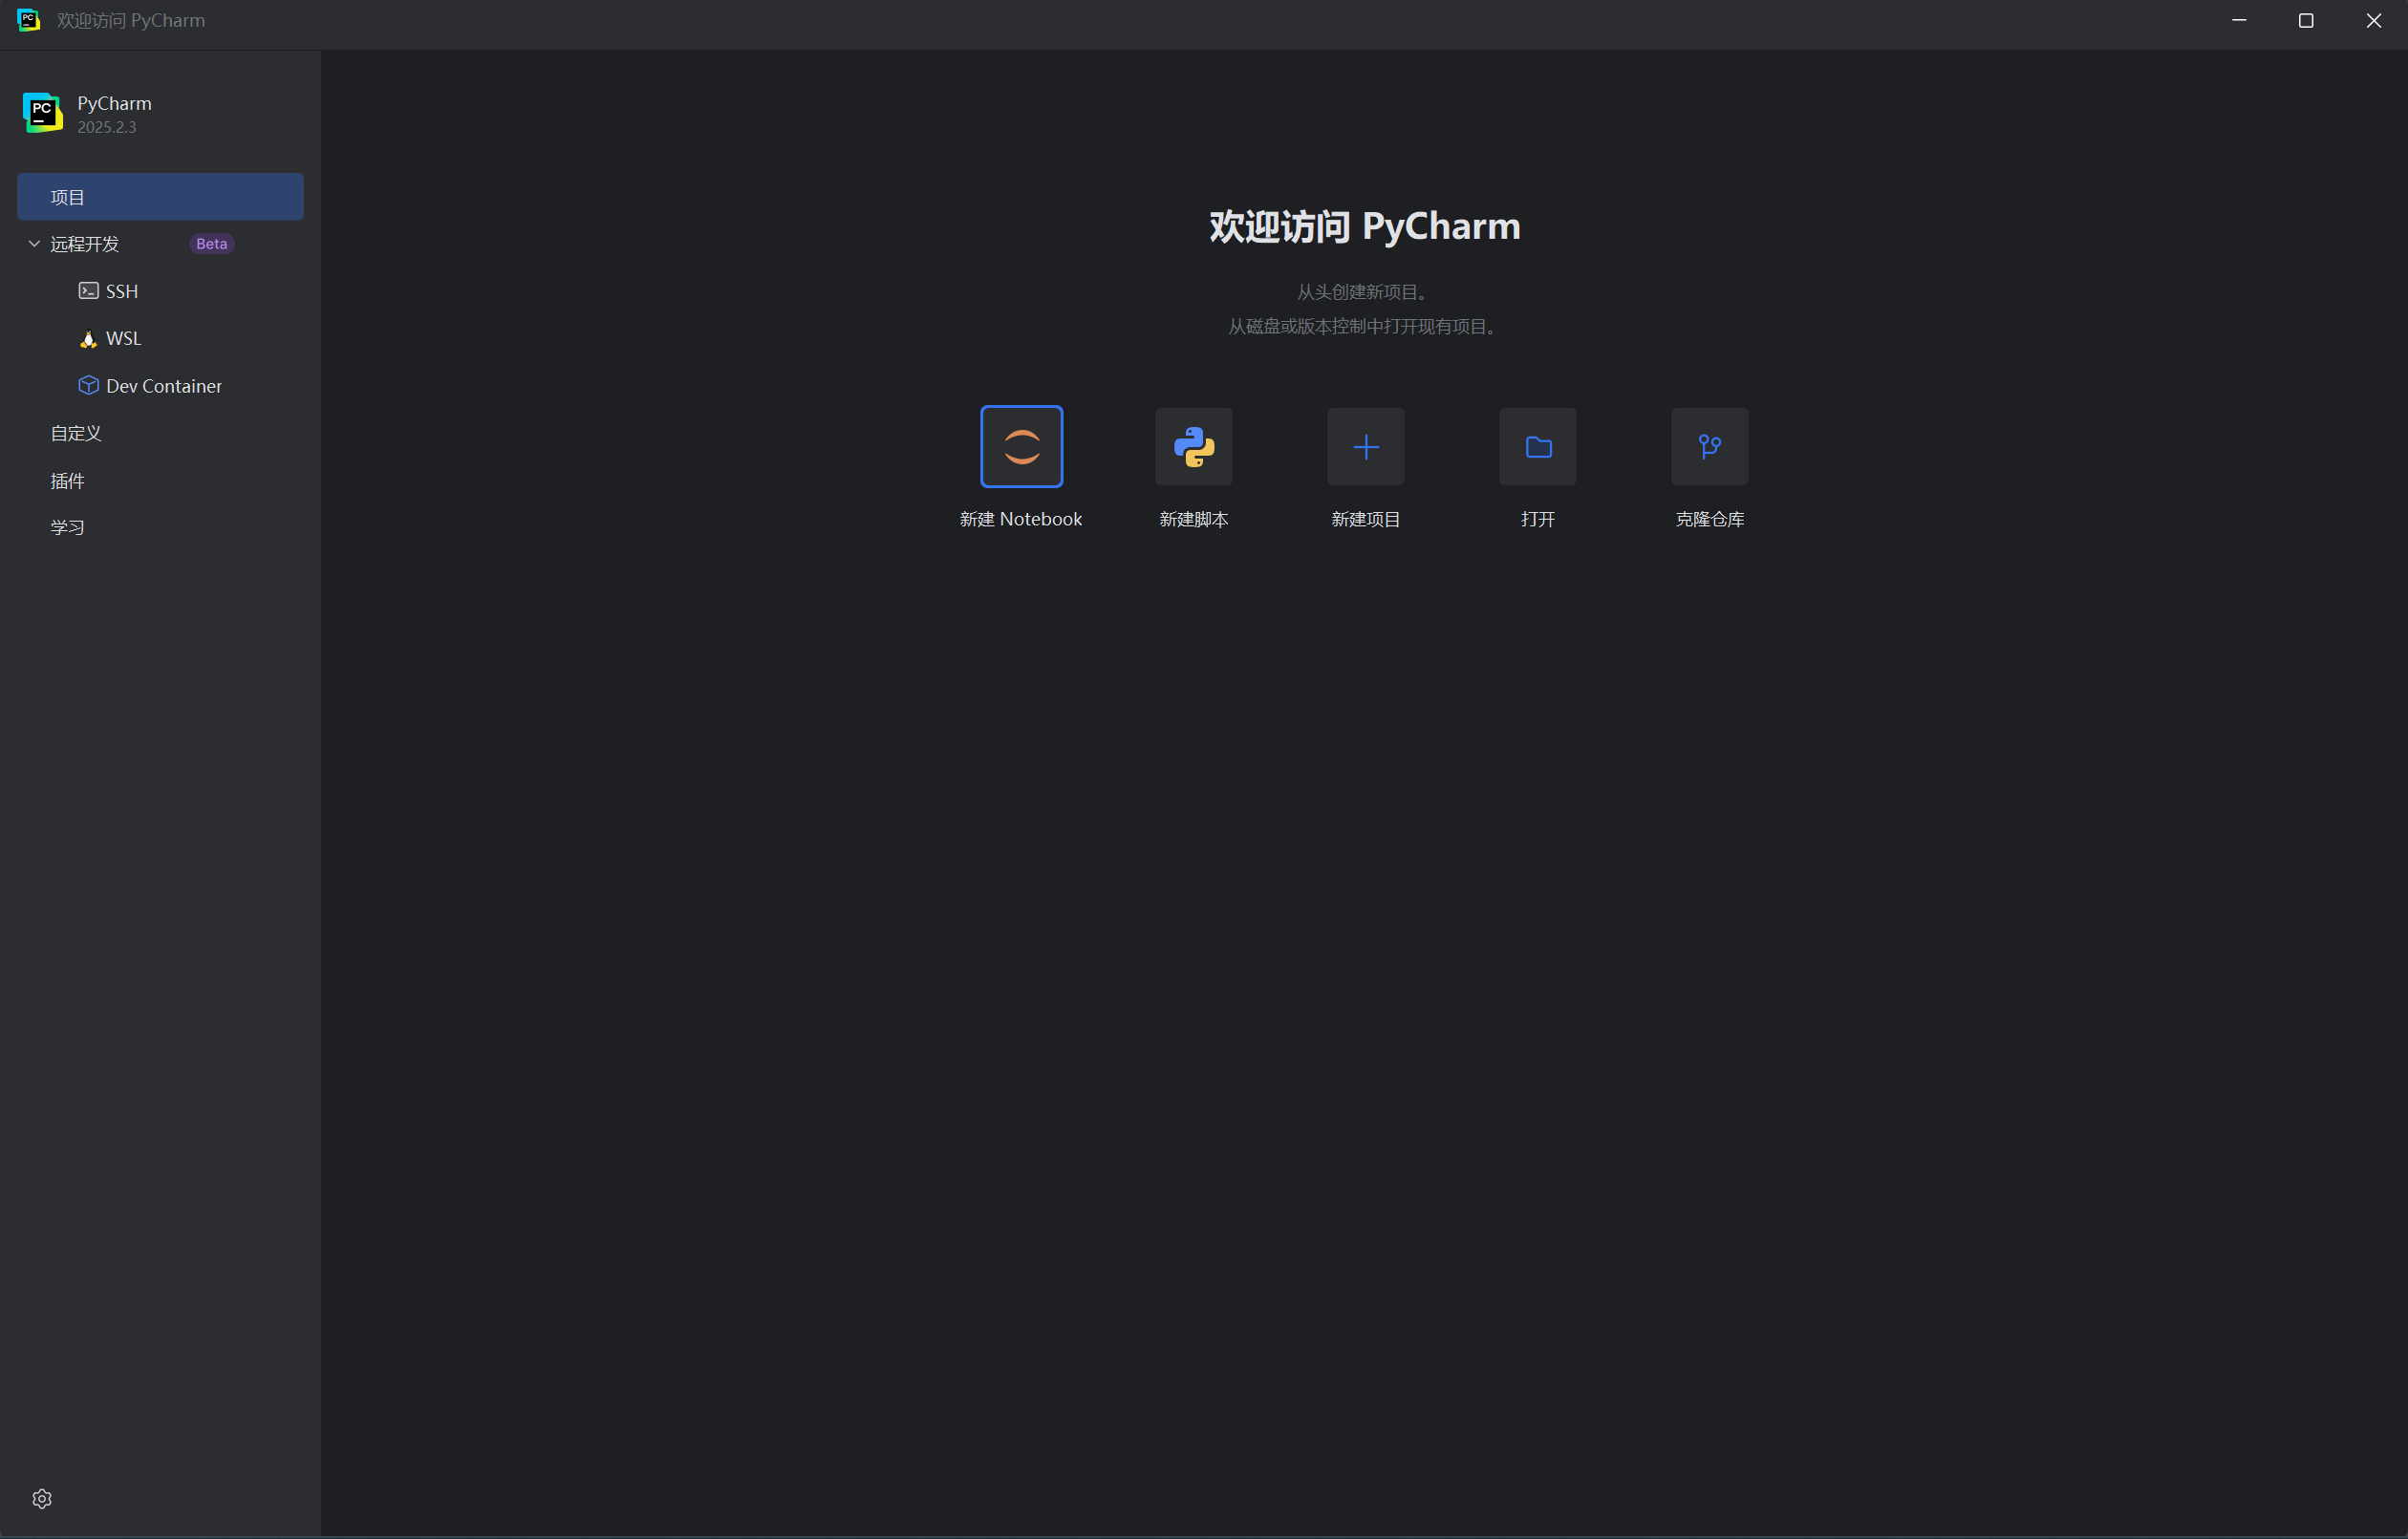 欢迎访问 PyCharm
PyCharm
2025.2.3
项目
远程开发 Beta
SSH
WSL
Dev Container
自定义
插件
学习
欢迎访问 PyCharm
从头创建新项目。
从磁盘或版本控制中打开现有项目。
新建 Notebook 新建脚本 新建项目 打开 克隆仓库